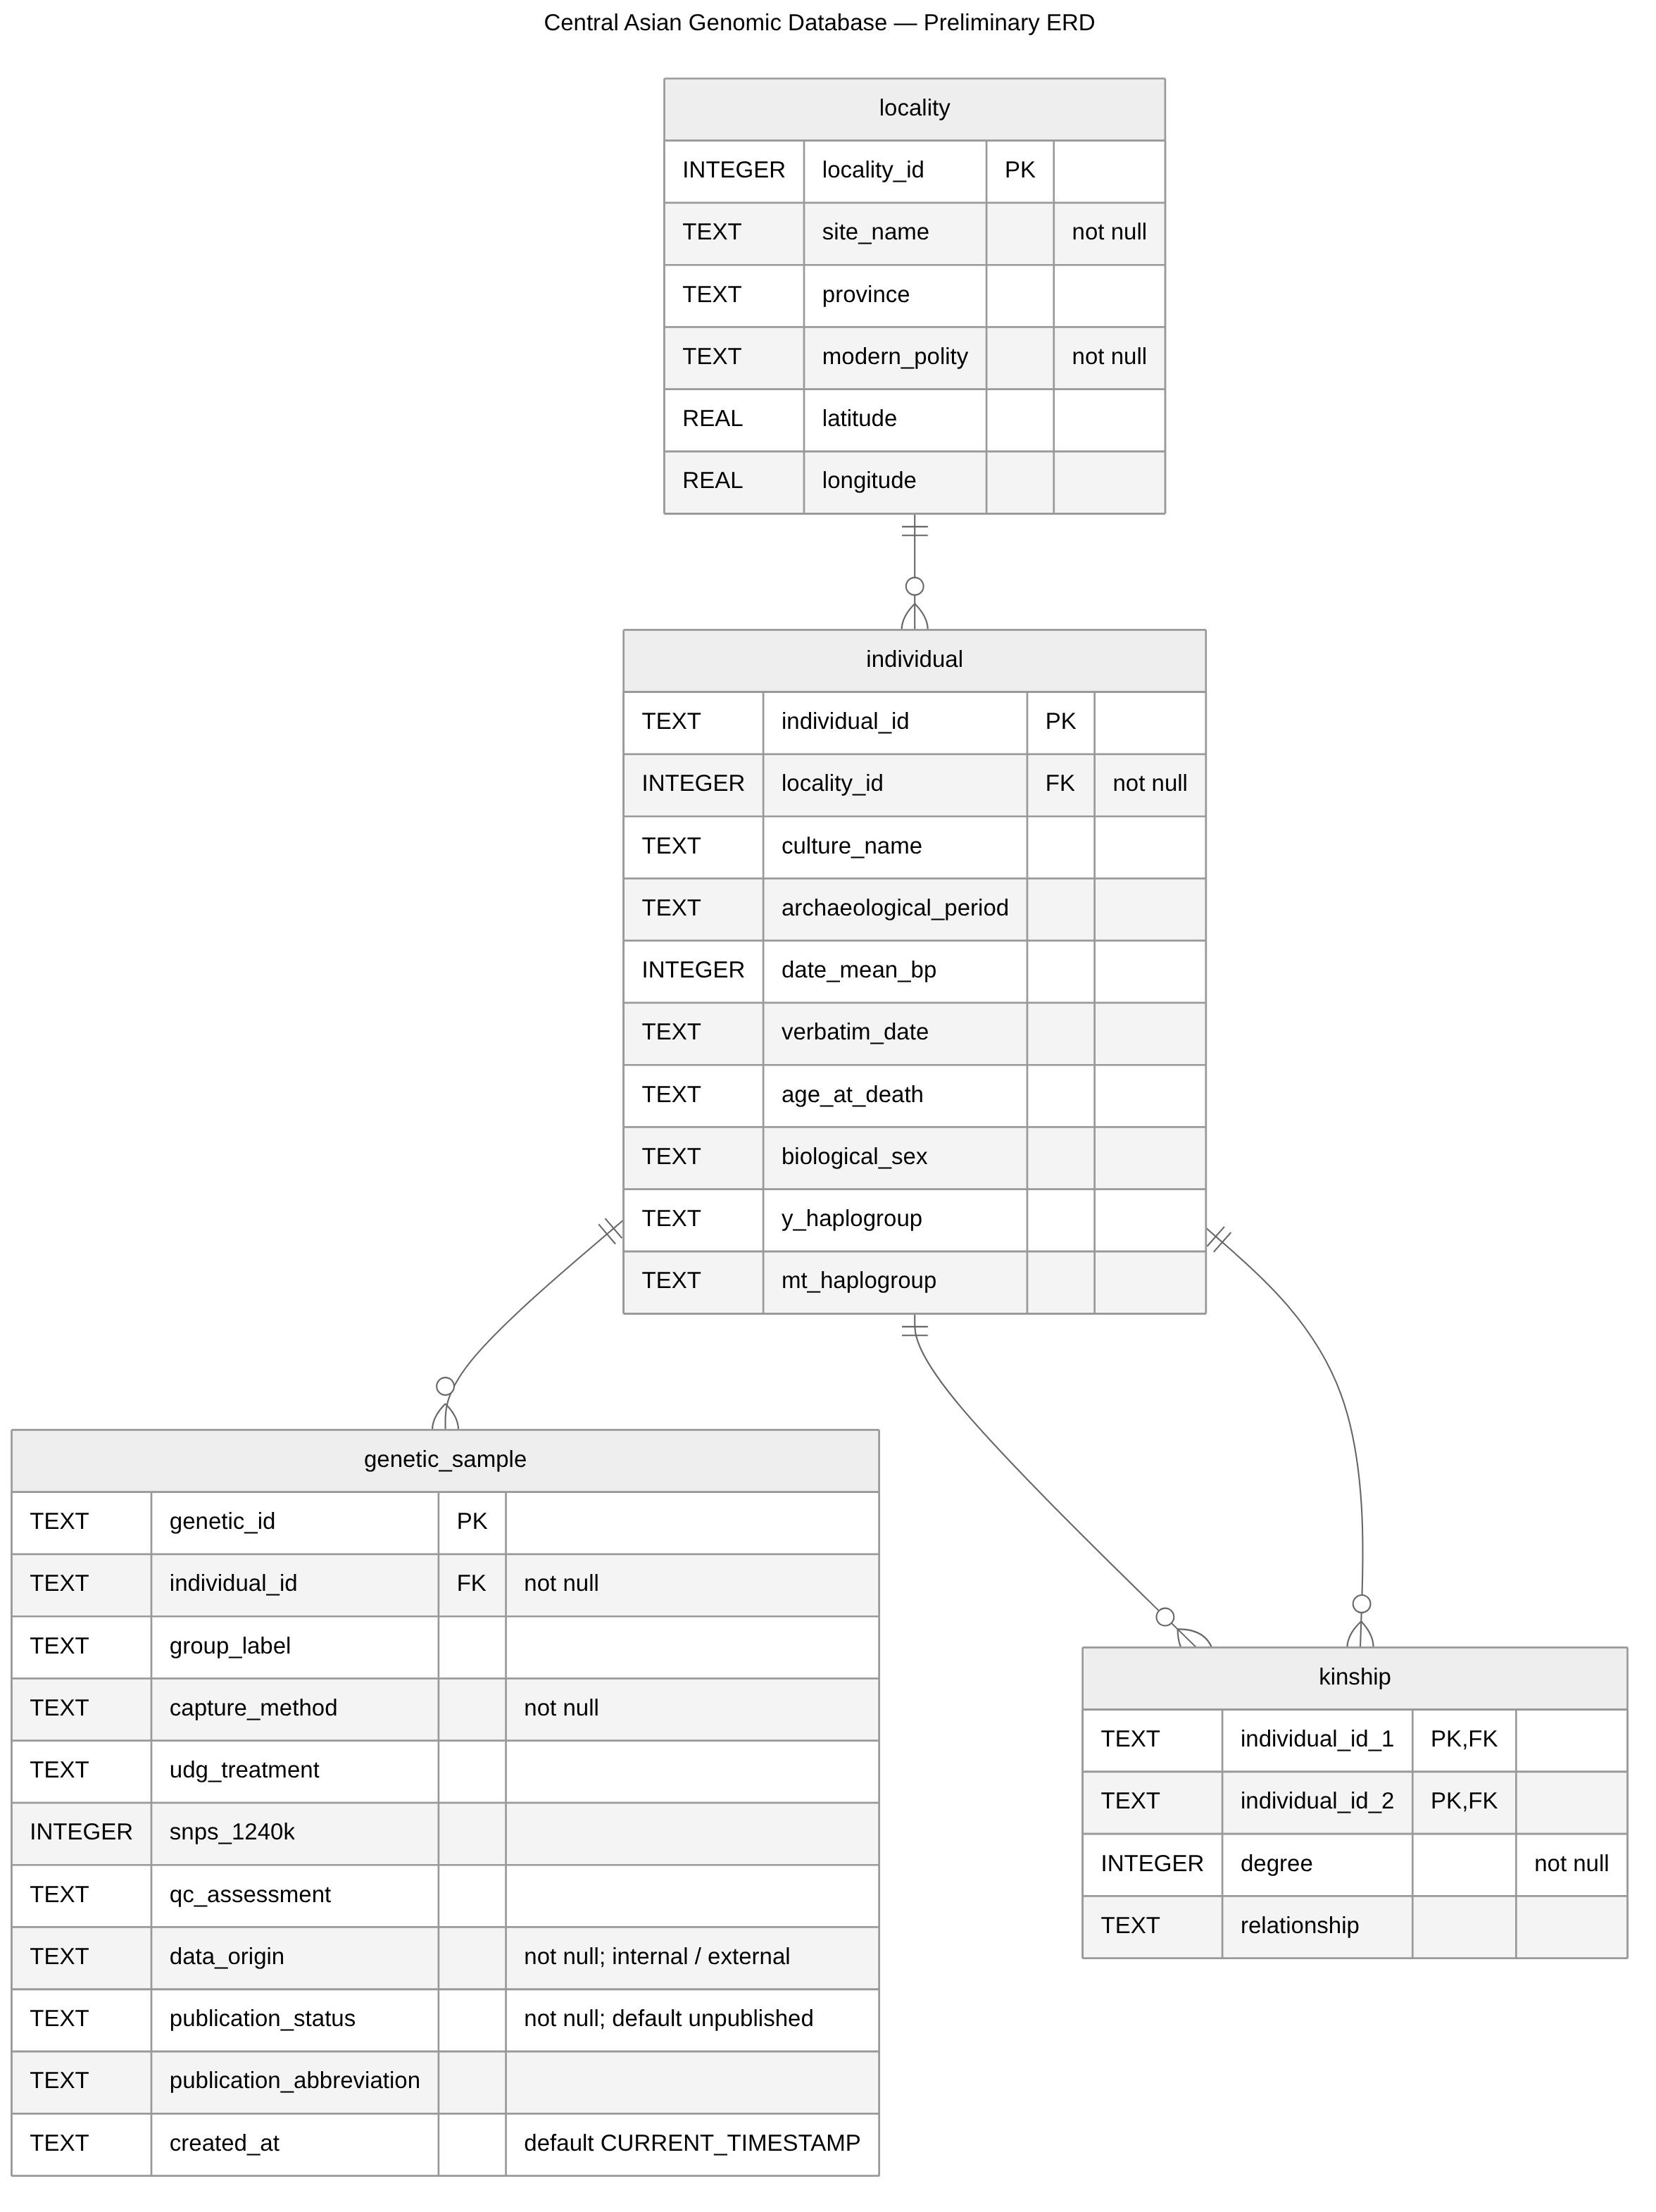 Central Asian Genomic Database — Preliminary ERD
locality
INTEGER locality_id PK
TEXT site_name not null
TEXT province
TEXT modern_polity not null
REAL latitude
REAL longitude
individual
TEXT individual_id PK
INTEGER locality_id FK not null
TEXT culture_name
TEXT archaeological_period
INTEGER date_mean_bp
TEXT verbatim_date
TEXT age_at_death
TEXT biological_sex
TEXT y_haplogroup
TEXT mt_haplogroup
genetic_sample
TEXT genetic_id PK
TEXT individual_id FK not null
TEXT group_label
TEXT capture_method not null
TEXT udg_treatment
INTEGER snps_1240k
TEXT qc_assessment
TEXT data_origin not null; internal / external
TEXT publication_status not null; default unpublished
TEXT publication_abbreviation
TEXT created_at default CURRENT_TIMESTAMP
kinship
TEXT individual_id_1 PK,FK
TEXT individual_id_2 PK,FK
INTEGER degree not null
TEXT relationship